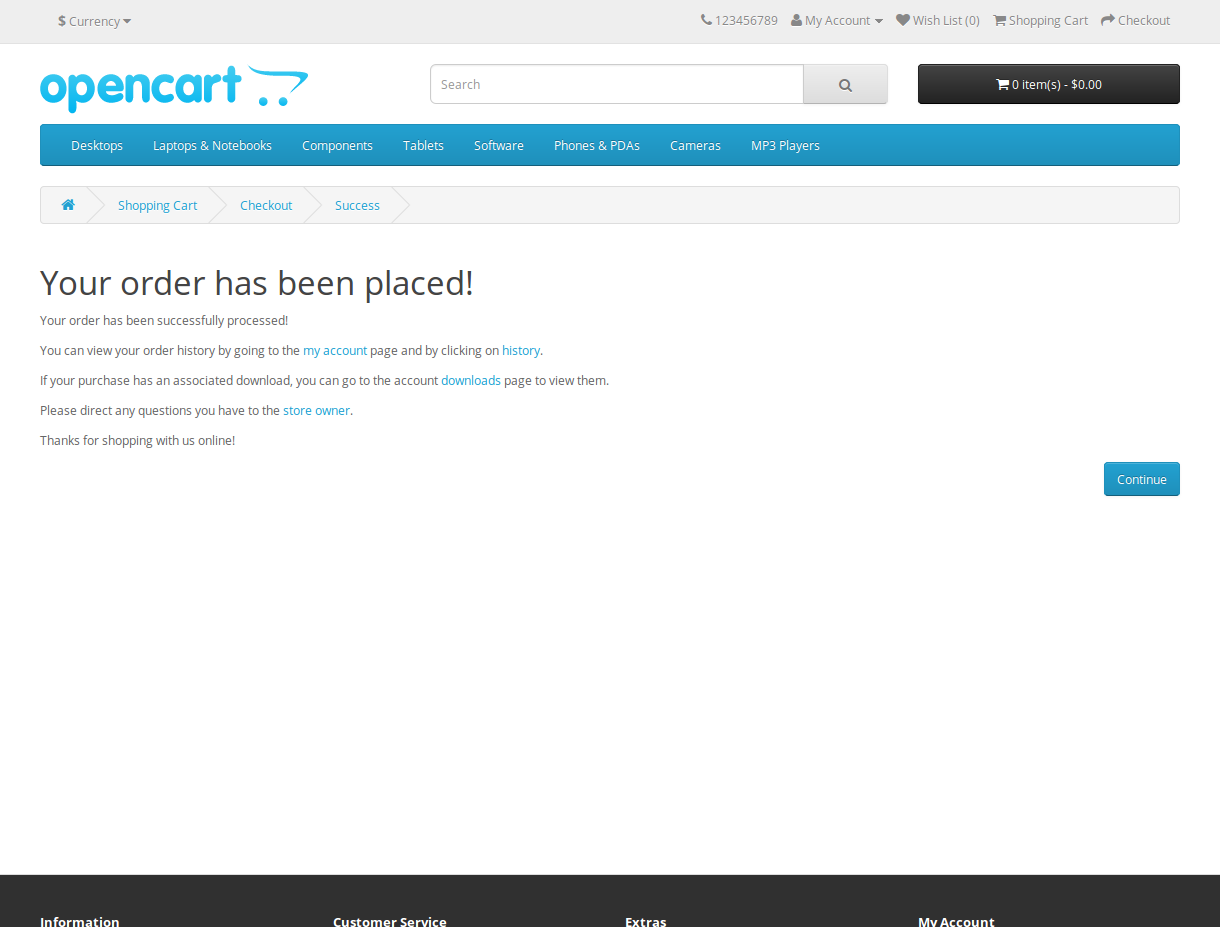 $ Currency
123456789 My Account Wish List (0) Shopping Cart Checkout
opencart
Search
0 item(s) - $0.00
Desktops Laptops & Notebooks Components Tablets Software Phones & PDAs Cameras MP3 Players
Shopping Cart Checkout Success
Your order has been placed!
Your order has been successfully processed!
You can view your order history by going to the my account page and by clicking on history.
If your purchase has an associated download, you can go to the account downloads page to view them.
Please direct any questions you have to the store owner.
Thanks for shopping with us online!
Continue
Information Customer Service Extras My Account